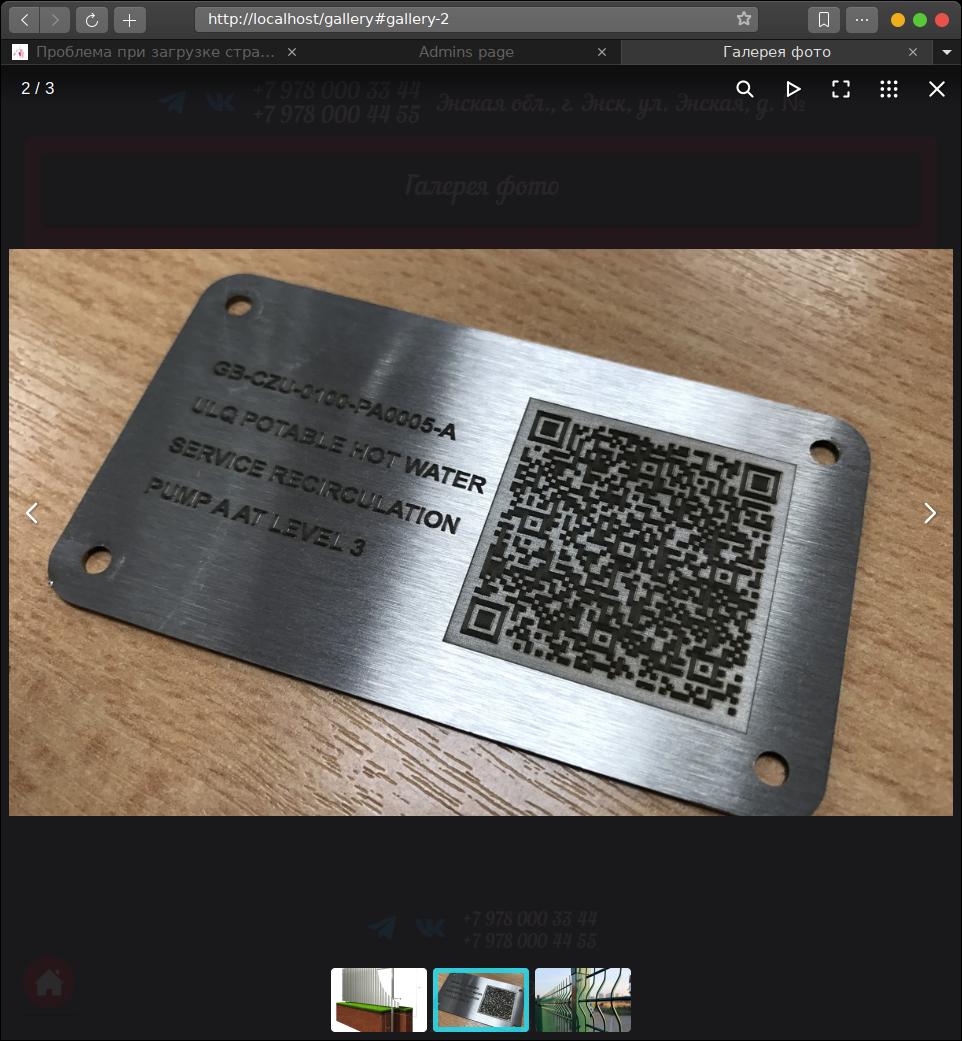 http://localhost/gallery#gallery-2
Проблема при загрузке стра...
Admins page
Галерея фото
2 / 3
+7 978 000 33 44
+7 978 000 44 55
Энская обл., г. Энск, ул. Энская, д. №
Галерея фото
GB-CZU-0100-PA0005-A
ULQ POTABLE HOT WATER
SERVICE RECIRCULATION
PUMP A AT LEVEL 3
+7 978 000 33 44
+7 978 000 44 55